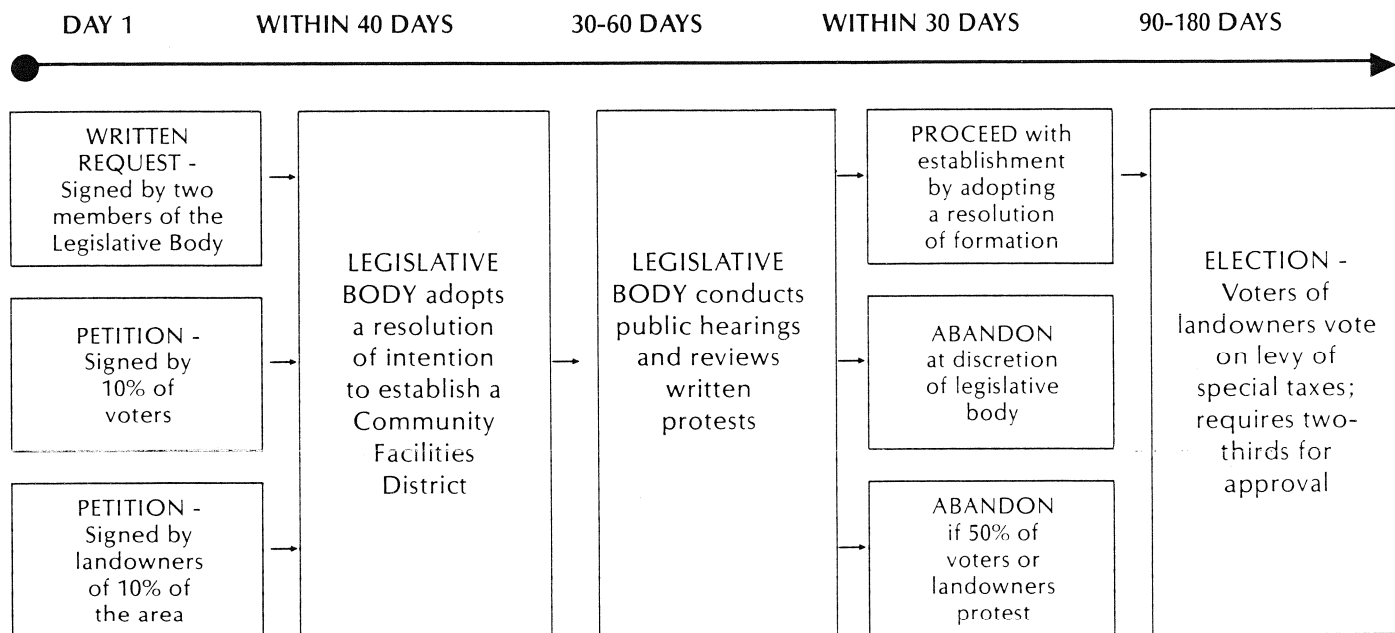 DAY 1
WITHIN 40 DAYS
30-60 DAYS
WITHIN 30 DAYS
90-180 DAYS
WRITTEN
REQUEST -
Signed by two
members of the
Legislative Body
PETITION -
Signed by
10% of
voters
PETITION -
Signed by
landowners
of 10% of
the area
LEGISLATIVE
BODY adopts
a resolution
of intention
to establish a
Community
Facilities
District
LEGISLATIVE
BODY conducts
public hearings
and reviews
written
protests
PROCEED with
establishment
by adopting
a resolution
of formation
ABANDON
at discretion
of legislative
body
ABANDON
if 50% of
voters or
landowners
protest
ELECTION -
Voters of
landowners vote
on levy of
special taxes;
requires two-
thirds for
approval